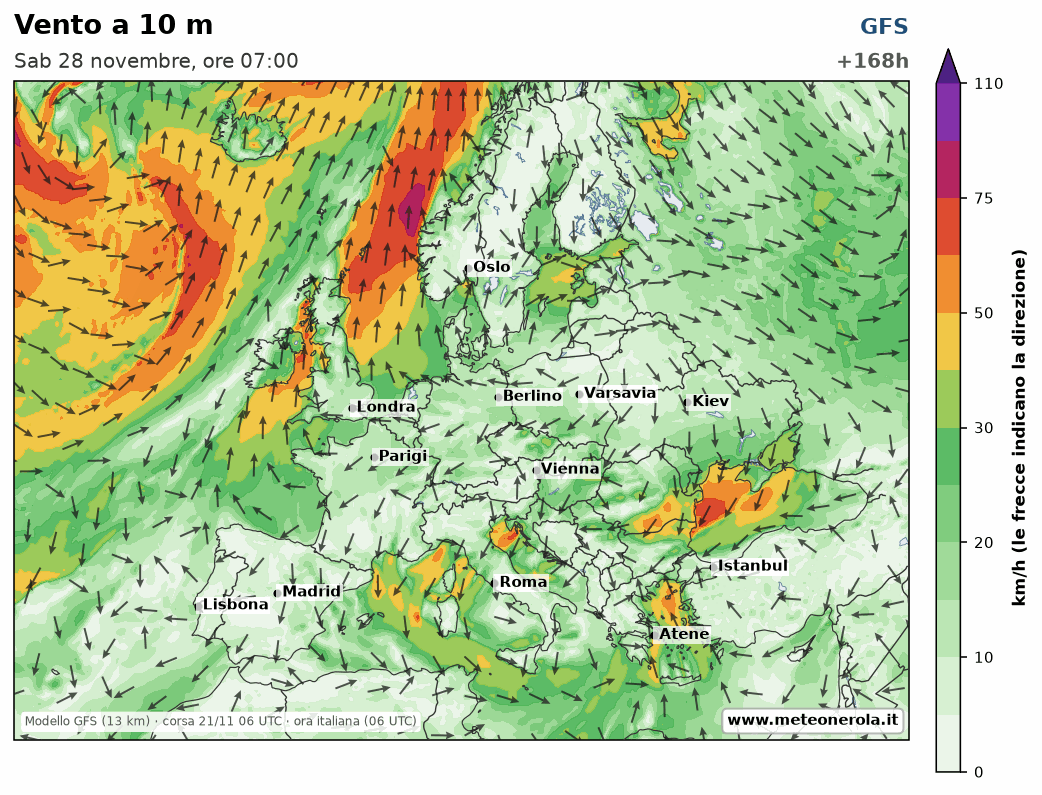 Vento a 10 m
GFS
Sab 28 novembre, ore 07:00
+168h
110
75
50
30
20
10
0
km/h (le frecce indicano la direzione)
Oslo
Berlino
Varsavia
Kiev
Londra
Parigi
Vienna
Istanbul
Roma
Madrid
Lisbona
Atene
Modello GFS (13 km) · corsa 21/11 06 UTC · ora italiana (06 UTC)
www.meteonerola.it